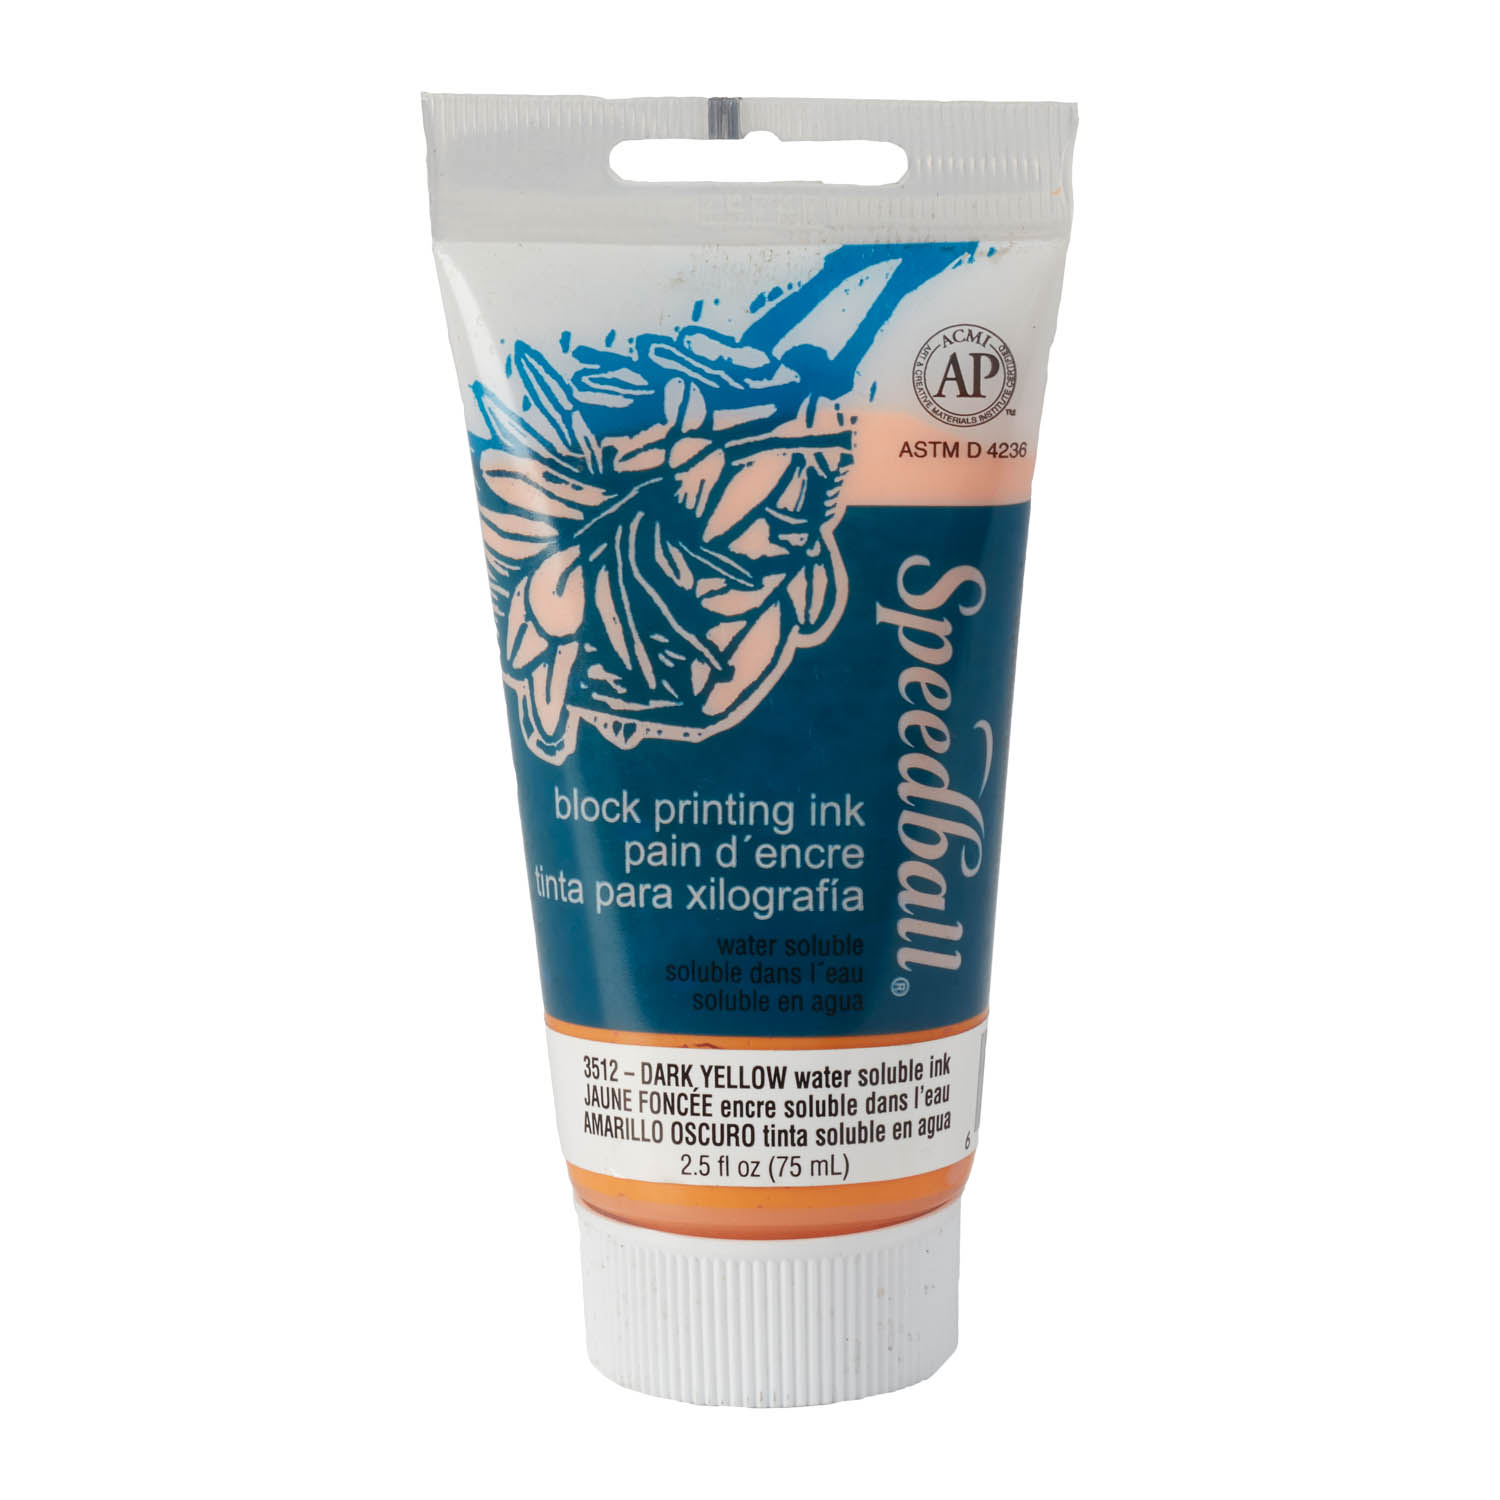 ACMI
ART & CREATIVE MATERIALS INSTITUTE CERTIFIED
AP
TM
ASTM D 4236
Speedball®
block printing ink
pain d´encre
tinta para xilografía
water soluble
soluble dans l´eau
soluble en agua
3512 – DARK YELLOW water soluble ink
JAUNE FONCÉE encre soluble dans l'eau
AMARILLO OSCURO tinta soluble en agua
2.5 fl oz (75 mL)
6